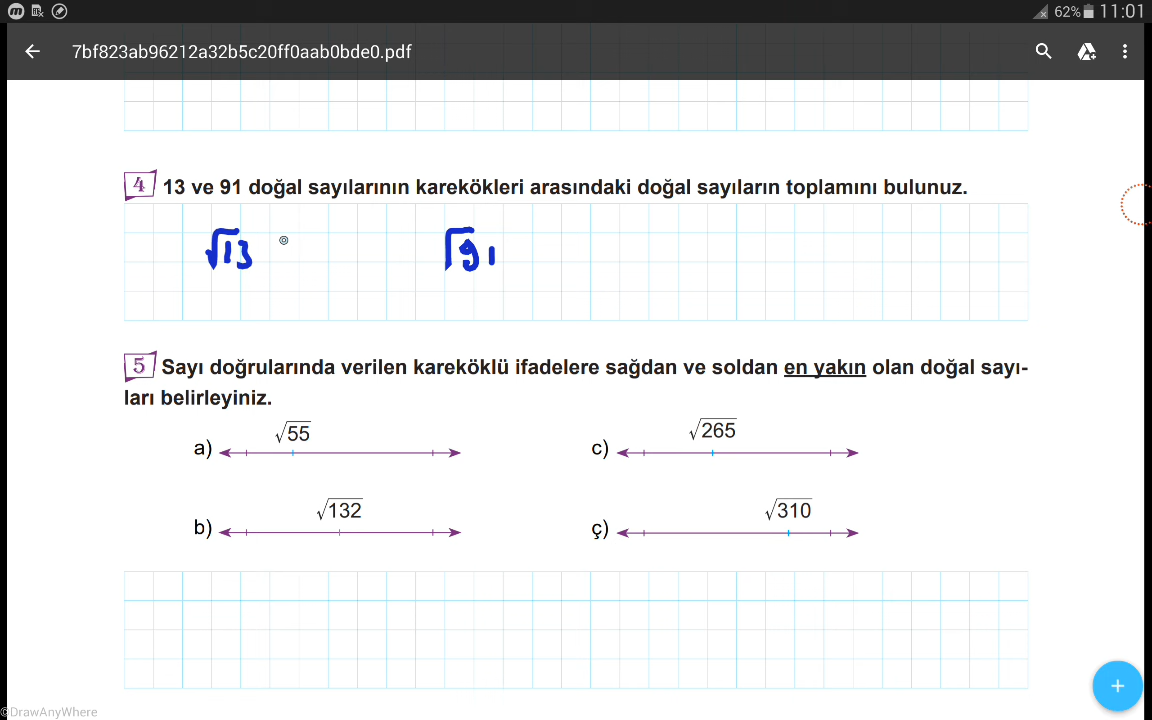 62% 11:01
7bf823ab96212a32b5c20ff0aab0bde0.pdf
4 13 ve 91 doğal sayılarının karekökleri arasındaki doğal sayıların toplamını bulunuz.
√13 √91
5 Sayı doğrularında verilen kareköklü ifadelere sağdan ve soldan en yakın olan doğal sayı-
ları belirleyiniz.
a) √55
c) √265
b) √132
ç) √310
©DrawAnyWhere